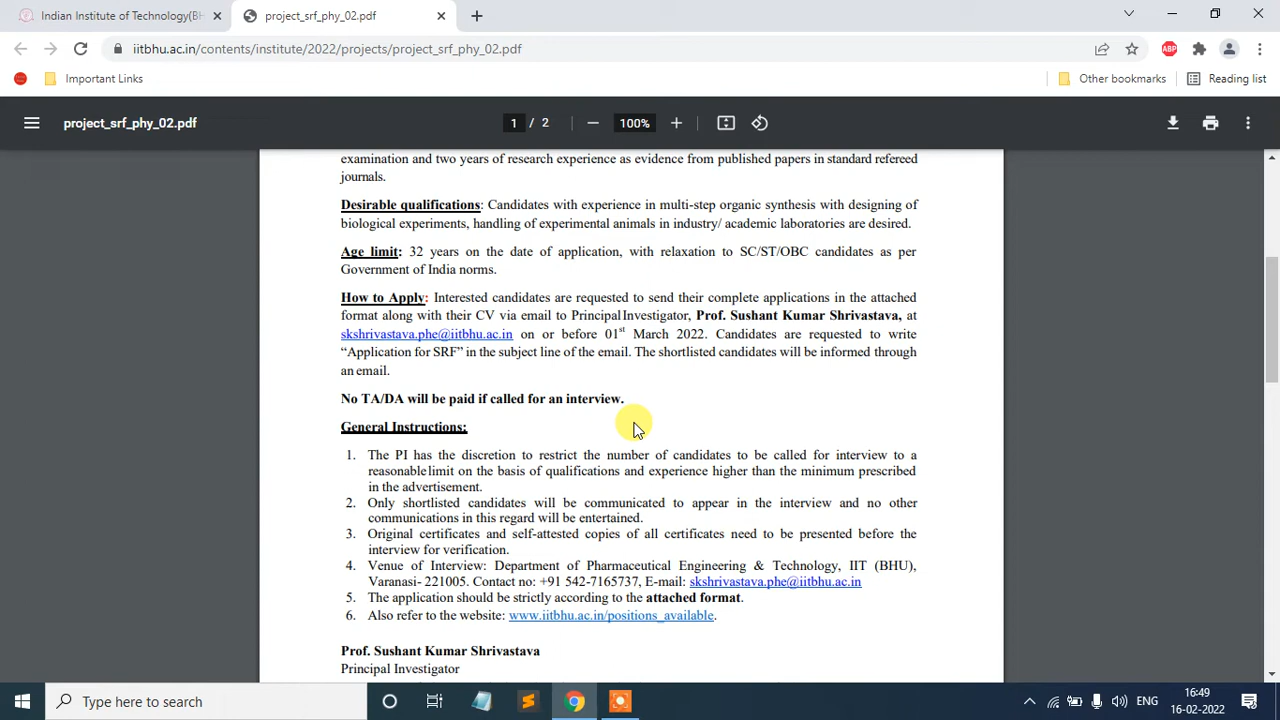 Indian Institute of Technology(BH
project_srf_phy_02.pdf
iitbhu.ac.in/contents/institute/2022/projects/project_srf_phy_02.pdf
ABP
Important Links
Other bookmarks
Reading list
project_srf_phy_02.pdf
1 / 2
100%
examination and two years of research experience as evidence from published papers in standard refereed
journals.
Desirable qualifications: Candidates with experience in multi-step organic synthesis with designing of
biological experiments, handling of experimental animals in industry/ academic laboratories are desired.
Age limit: 32 years on the date of application, with relaxation to SC/ST/OBC candidates as per
Government of India norms.
How to Apply: Interested candidates are requested to send their complete applications in the attached
format along with their CV via email to Principal Investigator, Prof. Sushant Kumar Shrivastava, at
skshrivastava.phe@iitbhu.ac.in on or before 01st March 2022. Candidates are requested to write
“Application for SRF” in the subject line of the email. The shortlisted candidates will be informed through
an email.
No TA/DA will be paid if called for an interview.
General Instructions:
1. The PI has the discretion to restrict the number of candidates to be called for interview to a
reasonable limit on the basis of qualifications and experience higher than the minimum prescribed
in the advertisement.
2. Only shortlisted candidates will be communicated to appear in the interview and no other
communications in this regard will be entertained.
3. Original certificates and self-attested copies of all certificates need to be presented before the
interview for verification.
4. Venue of Interview: Department of Pharmaceutical Engineering & Technology, IIT (BHU),
Varanasi- 221005. Contact no: +91 542-7165737, E-mail: skshrivastava.phe@iitbhu.ac.in
5. The application should be strictly according to the attached format.
6. Also refer to the website: www.iitbhu.ac.in/positions_available.
Prof. Sushant Kumar Shrivastava
Principal Investigator
Type here to search
ENG
16:49
16-02-2022